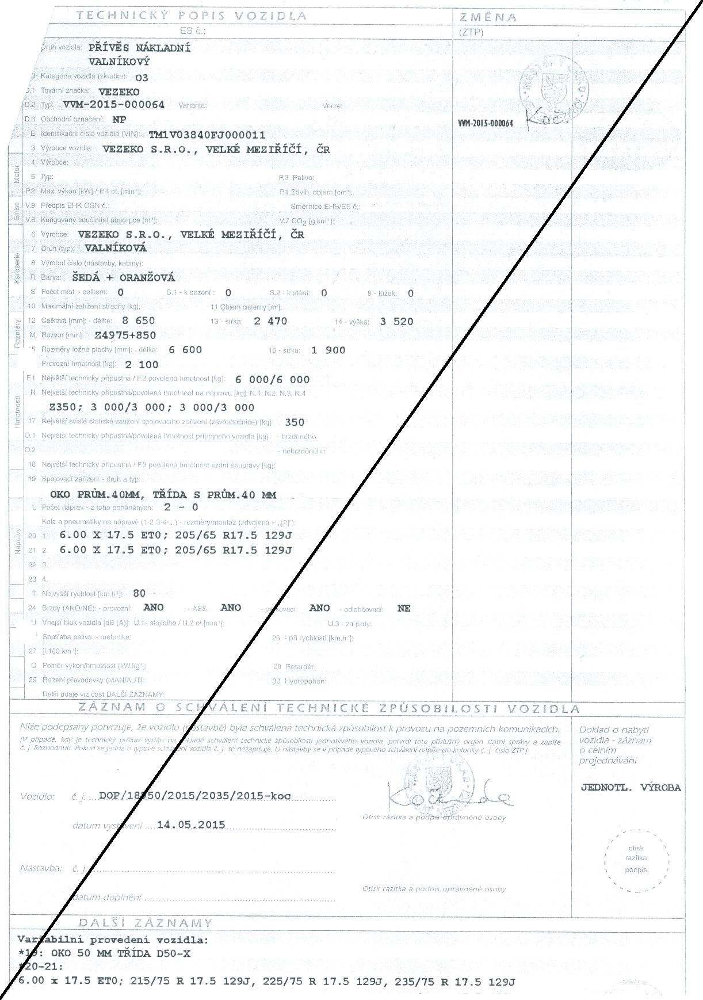 TECHNICKÝ POPIS VOZIDLA
ZMĚNA
ES č.:
(ZTP)
Druh vozidla: PŘÍVĚS NÁKLADNÍ
VALNÍKOVÝ
J Kategorie vozidla (zkratka): O3
D.1 Tovární značka: VEZEKO
D.2 Typ: VVM-2015-000064 Varianta: Verze:
D.3 Obchodní označení: NP
VVM-2015-000064
E Identifikační číslo vozidla (VIN): TM1V03840FJ000011
3 Výrobce vozidla: VEZEKO S.R.O., VELKÉ MEZIŘÍČÍ, ČR
Motor
4 Výrobce:
5 Typ: P.3 Palivo:
P.2 Max. výkon [kW] / P.4 ot. [min⁻¹]: P.1 Zdvih. objem [cm³]:
Emise
V.9 Předpis EHK OSN č.: Směrnice EHS/ES č.:
V.6 Korigovaný součinitel absorpce [m⁻¹]: V.7 CO₂ [g.km⁻¹]:
Karoserie
6 Výrobce: VEZEKO S.R.O., VELKÉ MEZIŘÍČÍ, ČR
7 Druh (typ): VALNÍKOVÁ
8 Výrobní číslo (nástavby, kabiny):
R Barva: ŠEDÁ + ORANŽOVÁ
S Počet míst: - celkem: 0 S.1 - k sezení : 0 S.2 - k stání: 0 9 - lůžek: 0
10 Maximální zatížení střechy [kg]: 11 Objem cisterny [m³]:
Rozměry
12 Celková [mm]: - délka: 8 650 13 - šířka: 2 470 14 - výška: 3 520
M Rozvor [mm]: Z4975+850
15 Rozměry ložné plochy [mm]: - délka: 6 600 16 - šířka: 1 900
Hmotnosti
Provozní hmotnost [kg]: 2 100
F.1 Největší technicky přípustná / F.2 povolená hmotnost [kg]: 6 000/6 000
N Největší technicky přípustná/povolená hmotnost na nápravu [kg]: N.1; N.2; N.3; N.4
Z350; 3 000/3 000; 3 000/3 000
17 Největší svislé statické zatížení spojovacího zařízení (závěs/točnice) [kg]: 350
O.1 Největší technicky přípustná/povolená hmotnost přípojného vozidla [kg]: - brzděného:
O.2 - nebrzděného:
18 Největší technicky přípustná / F.3 povolená hmotnost jízdní soupravy [kg]:
19 Spojovací zařízení - druh a typ:
OKO PRŮM.40MM, TŘÍDA S PRŮM.40 MM
Nápravy
L Počet náprav - z toho poháněných: 2 - 0
Kola a pneumatiky na nápravě (1-2-3-4-...) - rozměry/montáž (zdvojená = „[2]"):
20 1. 6.00 X 17.5 ET0; 205/65 R17.5 129J
21 2 6.00 X 17.5 ET0; 205/65 R17.5 129J
22 3.
23 4.
T Nejvyšší rychlost [km.h⁻¹]: 80
24 Brzdy (ANO/NE): - provozní: ANO - ABS: ANO - parkovací: ANO - odlehčovací: NE
U Vnější hluk vozidla [dB (A)]: U.1- stojícího / U.2 ot.[min⁻¹]: U.3 - za jízdy:
Spotřeba paliva: - metodika: 26 - při rychlosti [km.h⁻¹]:
27 [l.100 km⁻¹]:
Q Poměr výkon/hmotnost [kW.kg⁻¹]: 28 Retardér:
29 Řazení převodovky (MAN/AUT): 30 Hydropohon:
Další údaje viz část DALŠÍ ZÁZNAMY:
ZÁZNAM O SCHVÁLENÍ TECHNICKÉ ZPŮSOBILOSTI VOZIDLA
Níže podepsaný potvrzuje, že vozidlu (nástavbě) byla schválena technická způsobilost k provozu na pozemních komunikacích.
(V případě, kdy je technický průkaz vydán na základě schválení technické způsobilosti jednotlivého vozidla, potvrdí toto příslušný orgán státní správy a zapíše
č. j. Rozhodnutí. Pokud se jedná o typové schválení vozidla č. j. se nezapisuje. U nástavby se v případě typového schválení napíše do kolonky č. j. číslo ZTP.)
Doklad o nabytí
vozidla - záznam
o celním
projednávání
JEDNOTL. VÝROBA
Vozidlo: č. j. DOP/18950/2015/2035/2015-koc
Otisk razítka a podpis oprávněné osoby
datum vystavení 14.05.2015
otisk
razítka
podpis
Nástavba: č. j.
Otisk razítka a podpis oprávněné osoby
datum doplnění
DALŠÍ ZÁZNAMY
Variabilní provedení vozidla:
*19: OKO 50 MM TŘÍDA D50-X
*20-21:
6.00 x 17.5 ET0; 215/75 R 17.5 129J, 225/75 R 17.5 129J, 235/75 R 17.5 129J